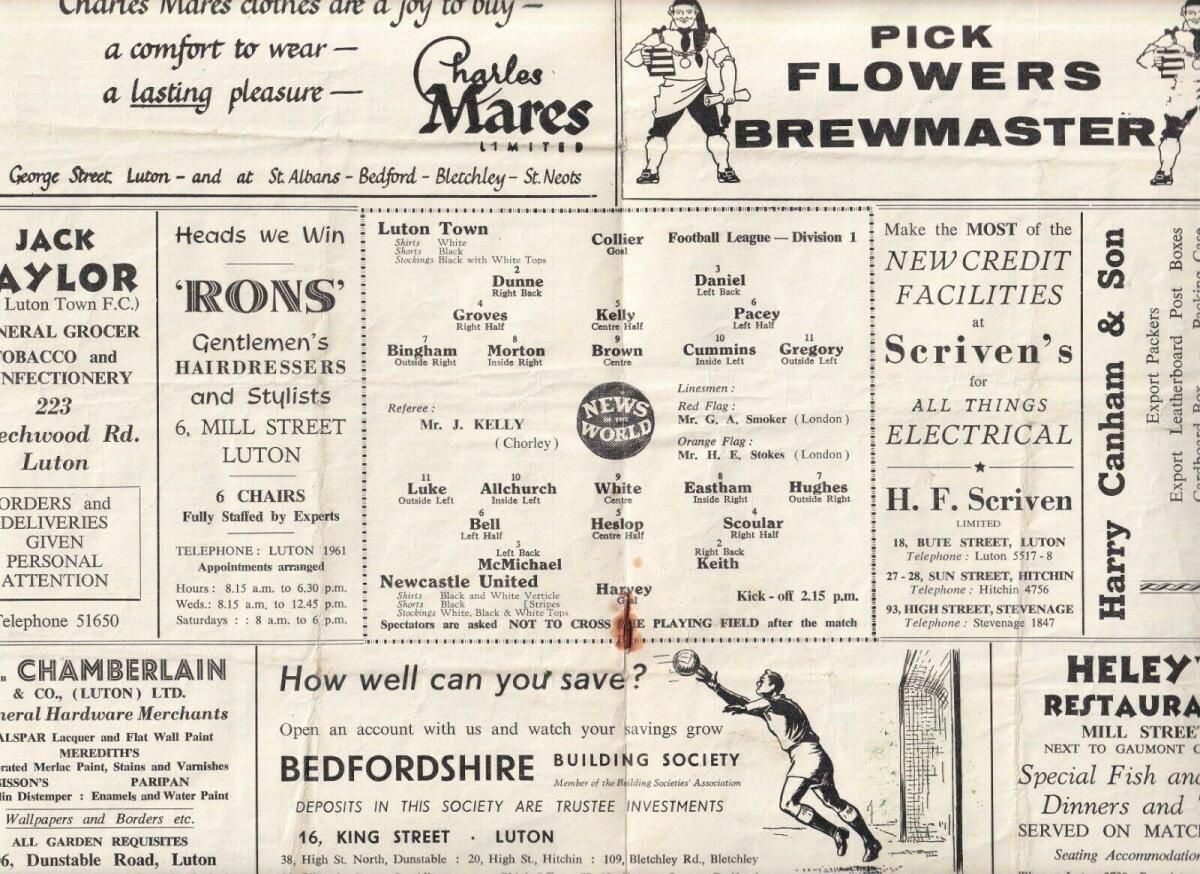 Charles Mares clothes are a joy to buy —
a comfort to wear —
a lasting pleasure —
Charles
Mares
LIMITED
George Street, Luton - and at St. Albans - Bedford - Bletchley - St. Neots
PICK
FLOWERS
BREWMASTER
JACK
AYLOR
Luton Town F.C.)
NERAL GROCER
TOBACCO and
NFECTIONERY
223
echwood Rd.
Luton
ORDERS and
DELIVERIES
GIVEN
PERSONAL
ATTENTION
elephone 51650
Heads we Win
'RONS'
Gentlemen's
HAIRDRESSERS
and Stylists
6, MILL STREET
LUTON
6 CHAIRS
Fully Staffed by Experts
TELEPHONE : LUTON 1961
Appointments arranged
Hours : 8.15 a.m. to 6.30 p.m.
Weds.: 8.15 a.m. to 12.45 p.m.
Saturdays : : 8 a.m. to 6 p.m.
Luton Town
Shirts White
Shorts Black
Stockings Black with White Tops
Collier
Goal
Football League — Division 1
2
Dunne
Right Back
3
Daniel
Left Back
4
Groves
Right Half
5
Kelly
Centre Half
6
Pacey
Left Half
7
Bingham
Outside Right
8
Morton
Inside Right
9
Brown
Centre
10
Cummins
Inside Left
11
Gregory
Outside Left
Referee :
Mr. J. KELLY
(Chorley)
NEWS
OF THE
WORLD
Linesmen :
Red Flag :
Mr. G. A. Smoker (London)
Orange Flag :
Mr. H. E. Stokes (London)
11
Luke
Outside Left
10
Allchurch
Inside Left
9
White
Centre
8
Eastham
Inside Right
7
Hughes
Outside Right
6
Bell
Left Half
5
Heslop
Centre Half
4
Scoular
Right Half
3
Left Back
McMichael
2
Right Back
Keith
Newcastle United
Shirts Black and White Verticle
Shorts Black [Stripes
Stockings White, Black & White Tops
Harvey
Goal
Kick - off 2.15 p.m.
Spectators are asked NOT TO CROSS THE PLAYING FIELD after the match
Make the MOST of the
NEW CREDIT
FACILITIES
at
Scriven's
for
ALL THINGS
ELECTRICAL
H. F. Scriven
LIMITED
18, BUTE STREET, LUTON
Telephone : Luton 5517 - 8
27 - 28, SUN STREET, HITCHIN
Telephone : Hitchin 4756
93, HIGH STREET, STEVENAGE
Telephone : Stevenage 1847
Harry Canham & Son
Export Packers
Export Leatherboard Post Boxes
. CHAMBERLAIN
& CO., (LUTON) LTD.
neral Hardware Merchants
ALSPAR Lacquer and Flat Wall Paint
MEREDITH'S
orated Merlac Paint, Stains and Varnishes
SISSON'S PARIPAN
lin Distemper : Enamels and Water Paint
Wallpapers and Borders etc.
ALL GARDEN REQUISITES
6, Dunstable Road, Luton
How well can you save?
Open an account with us and watch your savings grow
BEDFORDSHIRE BUILDING SOCIETY
Member of the Building Societies' Association
DEPOSITS IN THIS SOCIETY ARE TRUSTEE INVESTMENTS
16, KING STREET · LUTON
38, High St. North, Dunstable : 20, High St., Hitchin : 109, Bletchley Rd., Bletchley
HELEY'
RESTAURA
MILL STREET
NEXT TO GAUMONT
Special Fish and
Dinners and
SERVED ON MATC
Seating Accommodatio